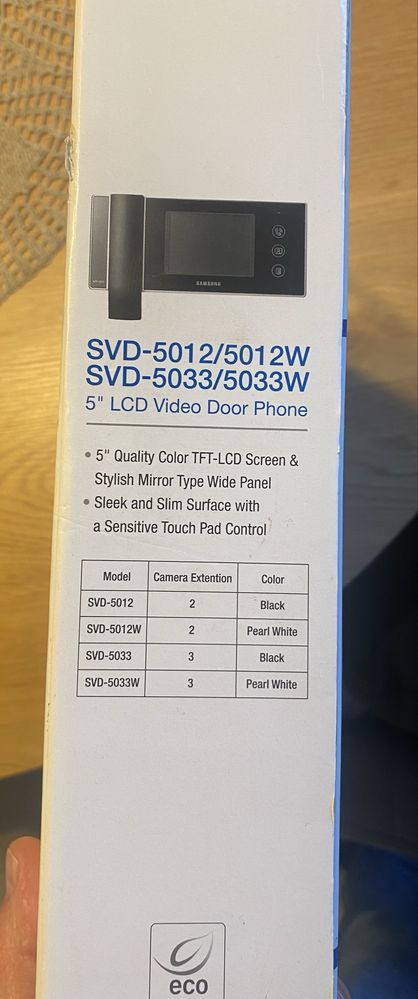 SAMSUNG
SVD-5012/5012W
SVD-5033/5033W
5" LCD Video Door Phone
• 5" Quality Color TFT-LCD Screen &
Stylish Mirror Type Wide Panel
• Sleek and Slim Surface with
a Sensitive Touch Pad Control
Model Camera Extention Color
SVD-5012 2 Black
SVD-5012W 2 Pearl White
SVD-5033 3 Black
SVD-5033W 3 Pearl White
eco